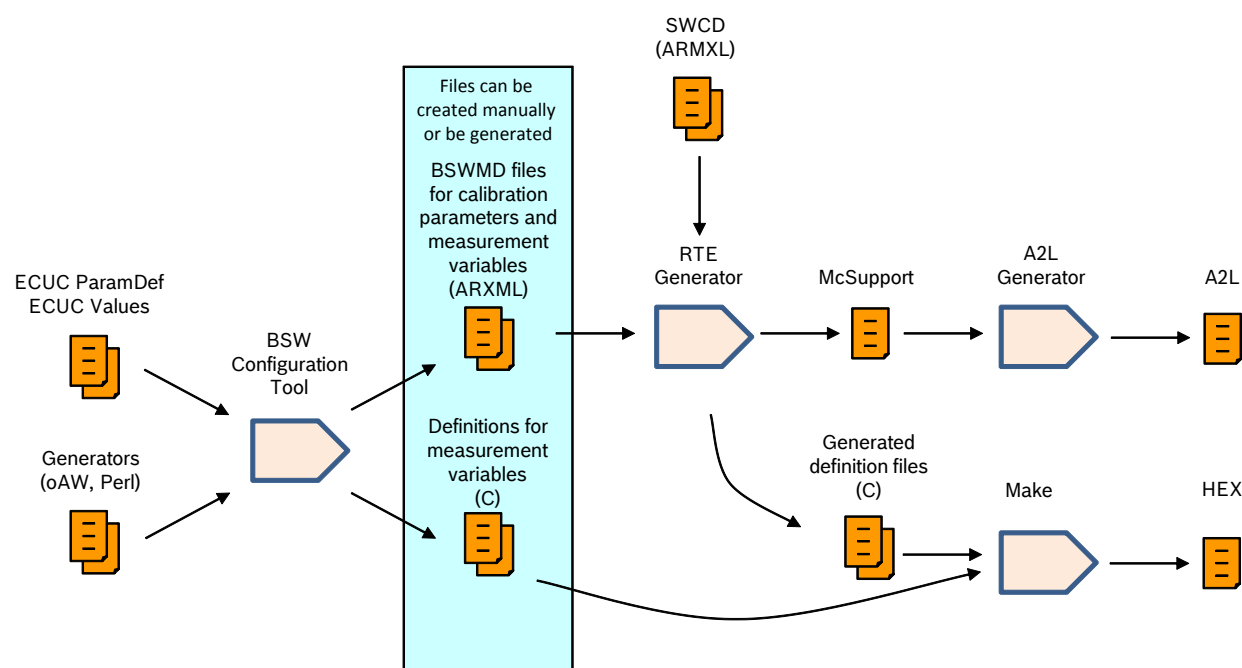 SWCD
(ARMXL)
Files can be
created manually
or be generated
BSWMD files
for calibration
parameters and
measurement
variables
(ARXML)
RTE
Generator
McSupport
A2L
Generator
A2L
ECUC ParamDef
ECUC Values
BSW
Configuration
Tool
Generators
(oAW, Perl)
Definitions for
measurement
variables
(C)
Generated
definition files
(C)
Make
HEX